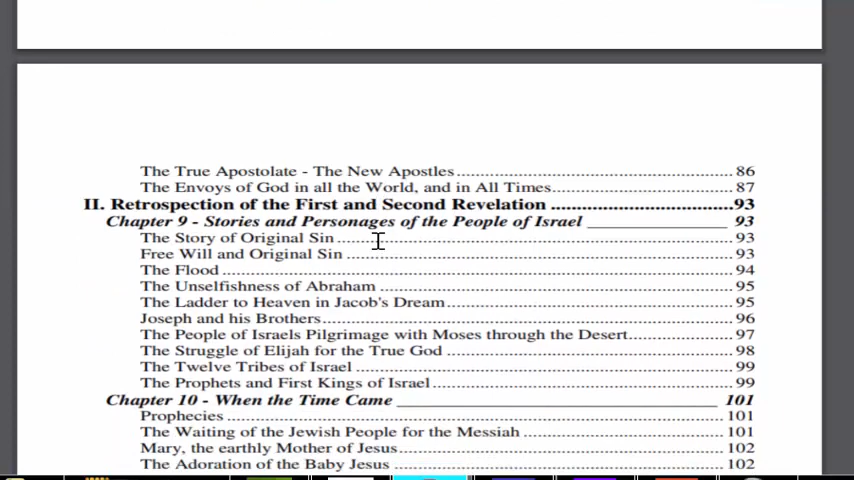 The True Apostolate - The New Apostles 86
The Envoys of God in all the World, and in All Times 87
II. Retrospection of the First and Second Revelation 93
Chapter 9 - Stories and Personages of the People of Israel 93
The Story of Original Sin 93
Free Will and Original Sin 93
The Flood 94
The Unselfishness of Abraham 95
The Ladder to Heaven in Jacob's Dream 95
Joseph and his Brothers 96
The People of Israels Pilgrimage with Moses through the Desert 97
The Struggle of Elijah for the True God 98
The Twelve Tribes of Israel 99
The Prophets and First Kings of Israel 99
Chapter 10 - When the Time Came 101
Prophecies 101
The Waiting of the Jewish People for the Messiah 101
Mary, the earthly Mother of Jesus 102
The Adoration of the Baby Jesus 102